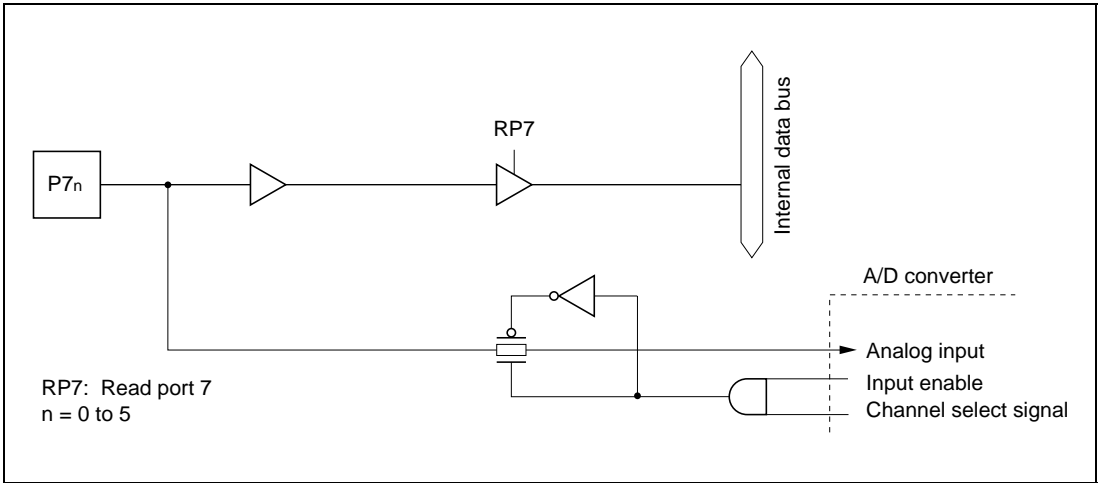 RP7
P7n
Internal data bus
A/D converter
Analog input
Input enable
Channel select signal
RP7: Read port 7
n = 0 to 5